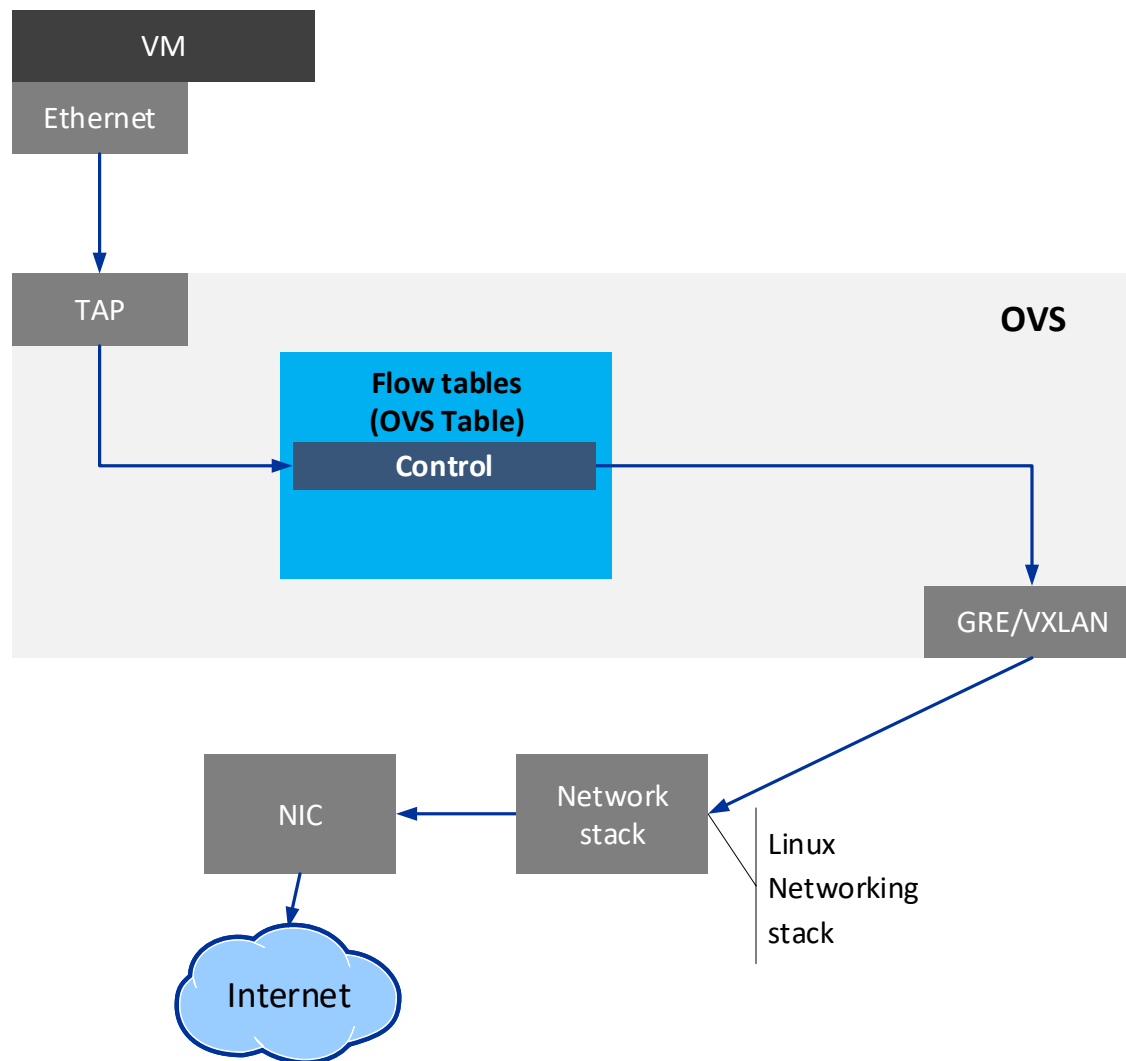 VM
Ethernet
TAP
OVS
Flow tables
(OVS Table)
Control
GRE/VXLAN
NIC
Network
stack
Linux
Networking
stack
Internet